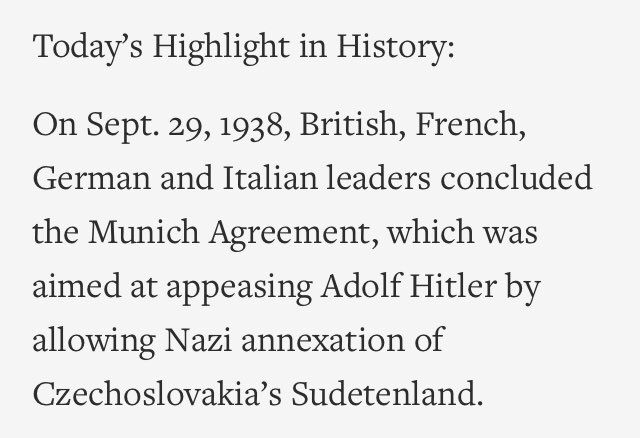 Today’s Highlight in History:
On Sept. 29, 1938, British, French,
German and Italian leaders concluded
the Munich Agreement, which was
aimed at appeasing Adolf Hitler by
allowing Nazi annexation of
Czechoslovakia’s Sudetenland.